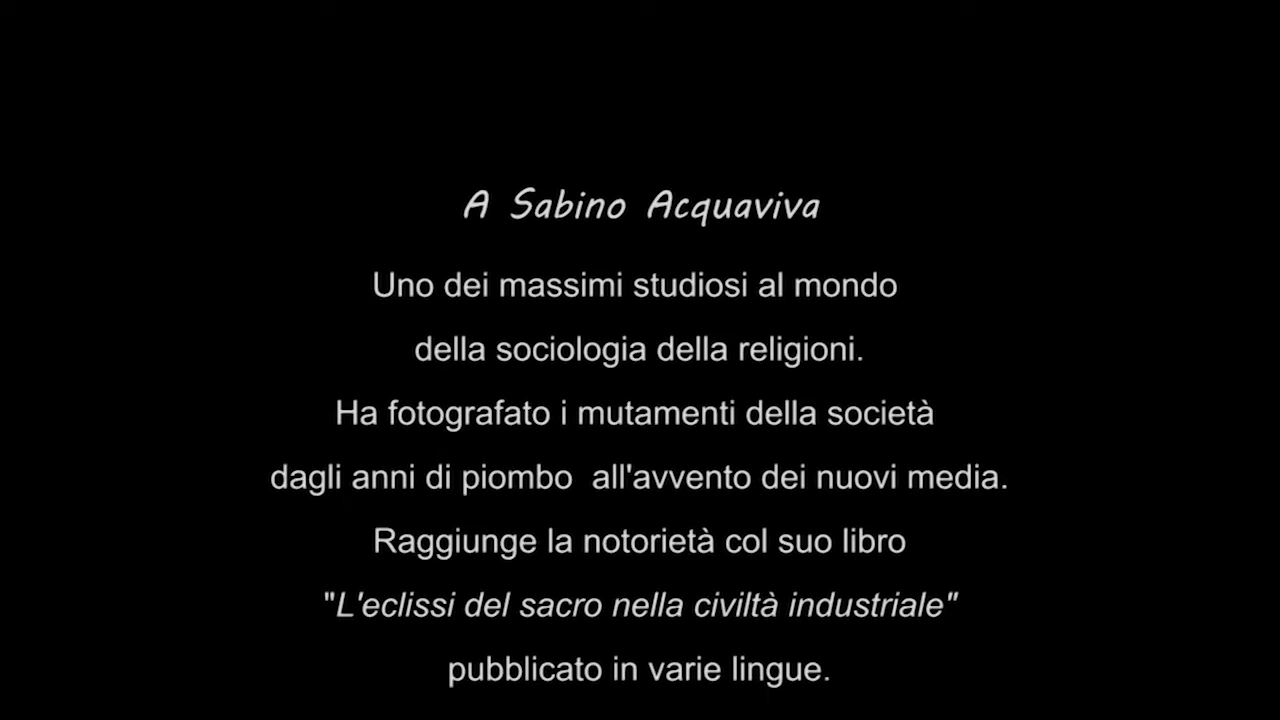 A Sabino Acquaviva
Uno dei massimi studiosi al mondo
della sociologia della religioni.
Ha fotografato i mutamenti della società
dagli anni di piombo  all'avvento dei nuovi media.
Raggiunge la notorietà col suo libro
"L'eclissi del sacro nella civiltà industriale"
pubblicato in varie lingue.